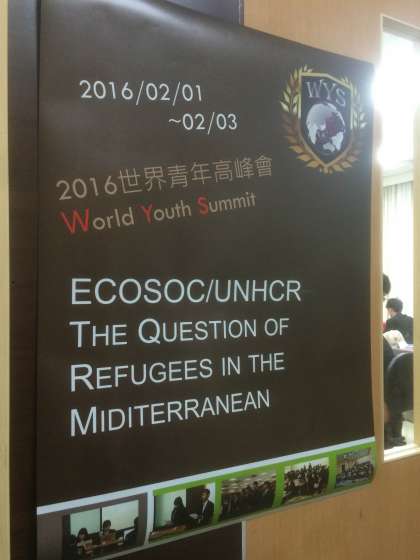 2016/02/01
~02/03
WYS
2016世界青年高峰會
World Youth Summit
ECOSOC/UNHCR
THE QUESTION OF
REFUGEES IN THE
MIDITERRANEAN